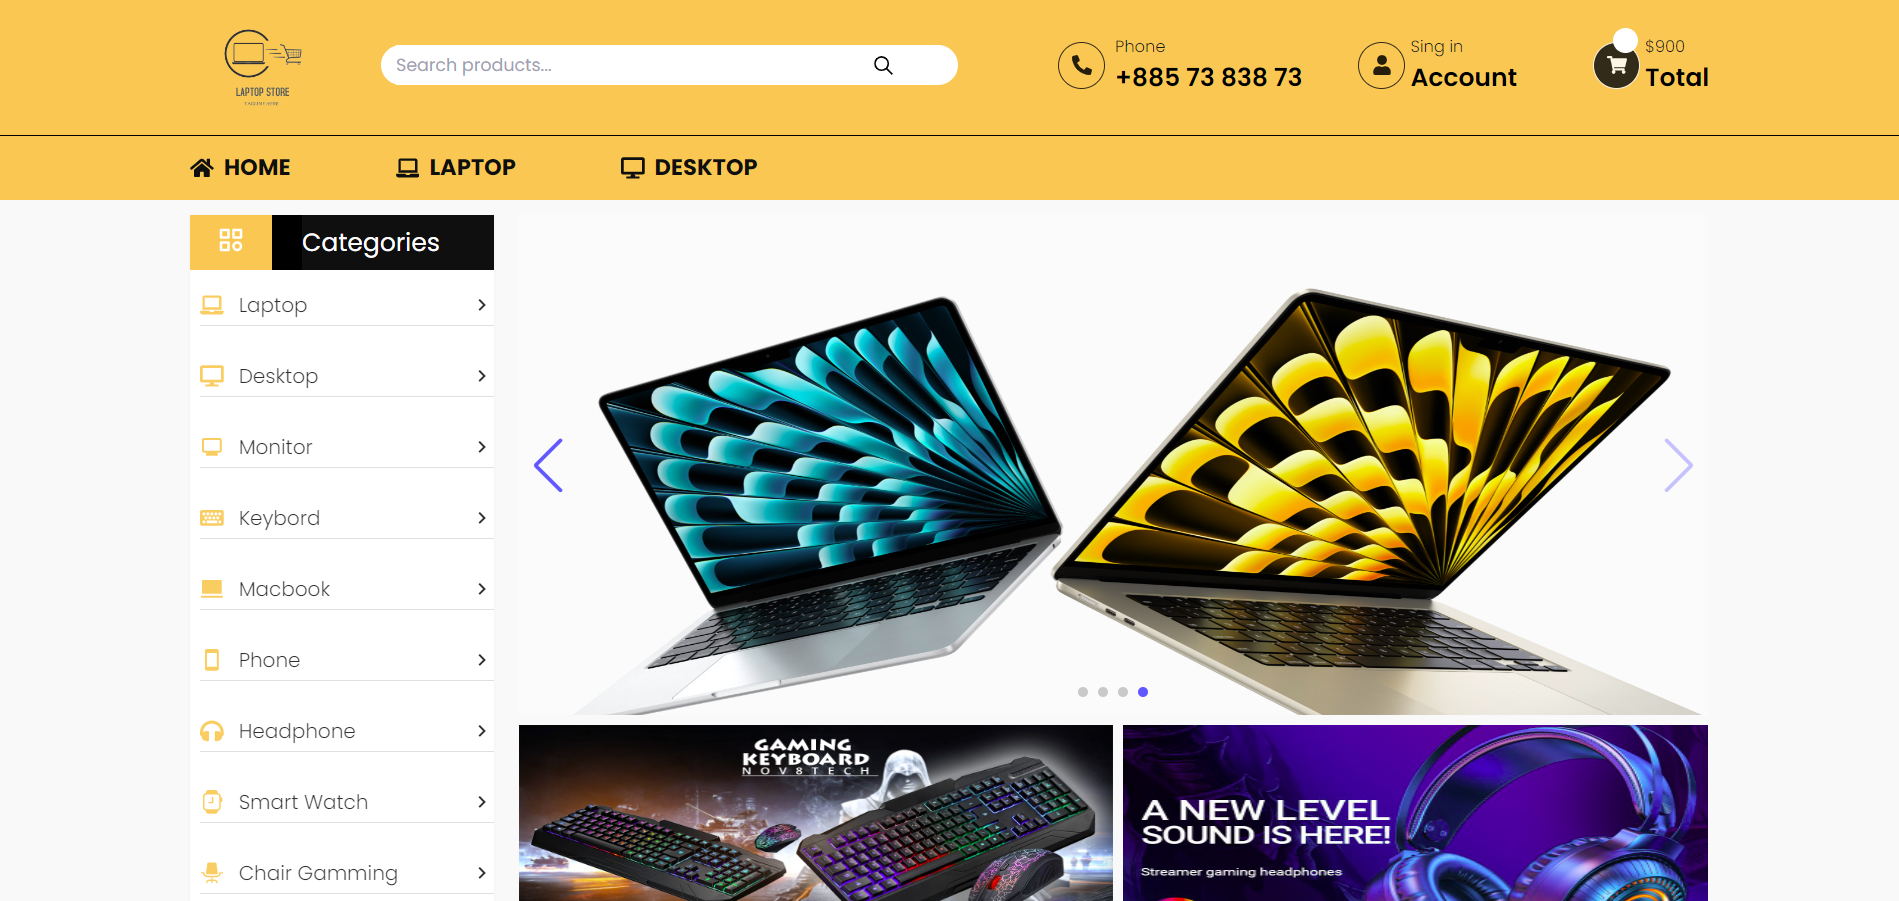 LAPTOP STORE
Search products...
Phone
+885 73 838 73
Sing in
Account
$900
Total
HOME
LAPTOP
DESKTOP
Categories
Laptop
Desktop
Monitor
Keybord
Macbook
Phone
Headphone
Smart Watch
Chair Gamming
GAMING
KEYBOARD
NOV8TECH
A NEW LEVEL
SOUND IS HERE!
Streamer gaming headphones